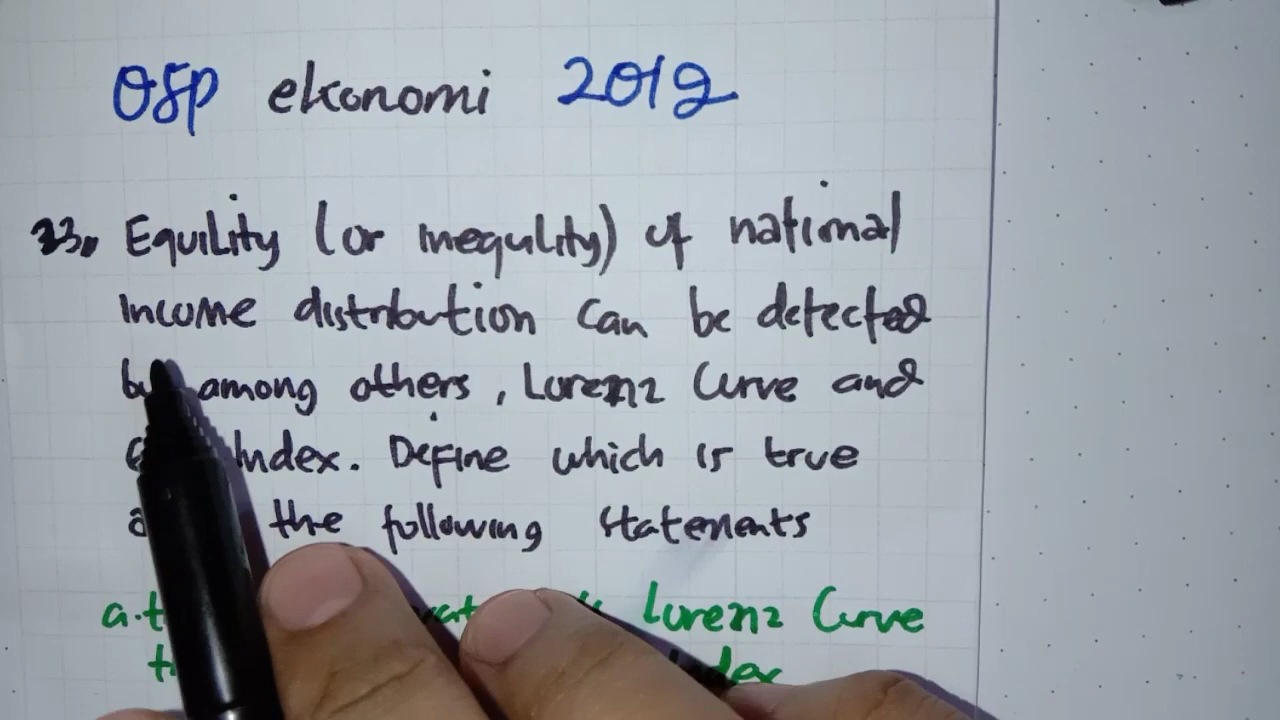 OSP ekonomi 2019
33. Equility (or inequlity) of national
income distribution can be detected
among others, Lorenz Curve and
Index. Define which is true
the following statements
a. Lorenz Curve